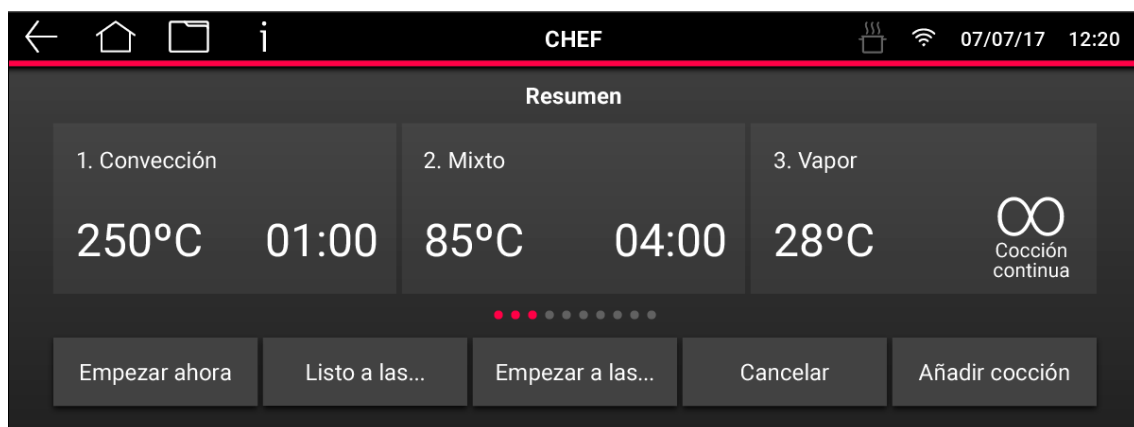 CHEF
07/07/17 12:20
Resumen
1. Convección
250ºC 01:00
2. Mixto
85ºC 04:00
3. Vapor
28ºC
Cocción
continua
Empezar ahora
Listo a las...
Empezar a las...
Cancelar
Añadir cocción